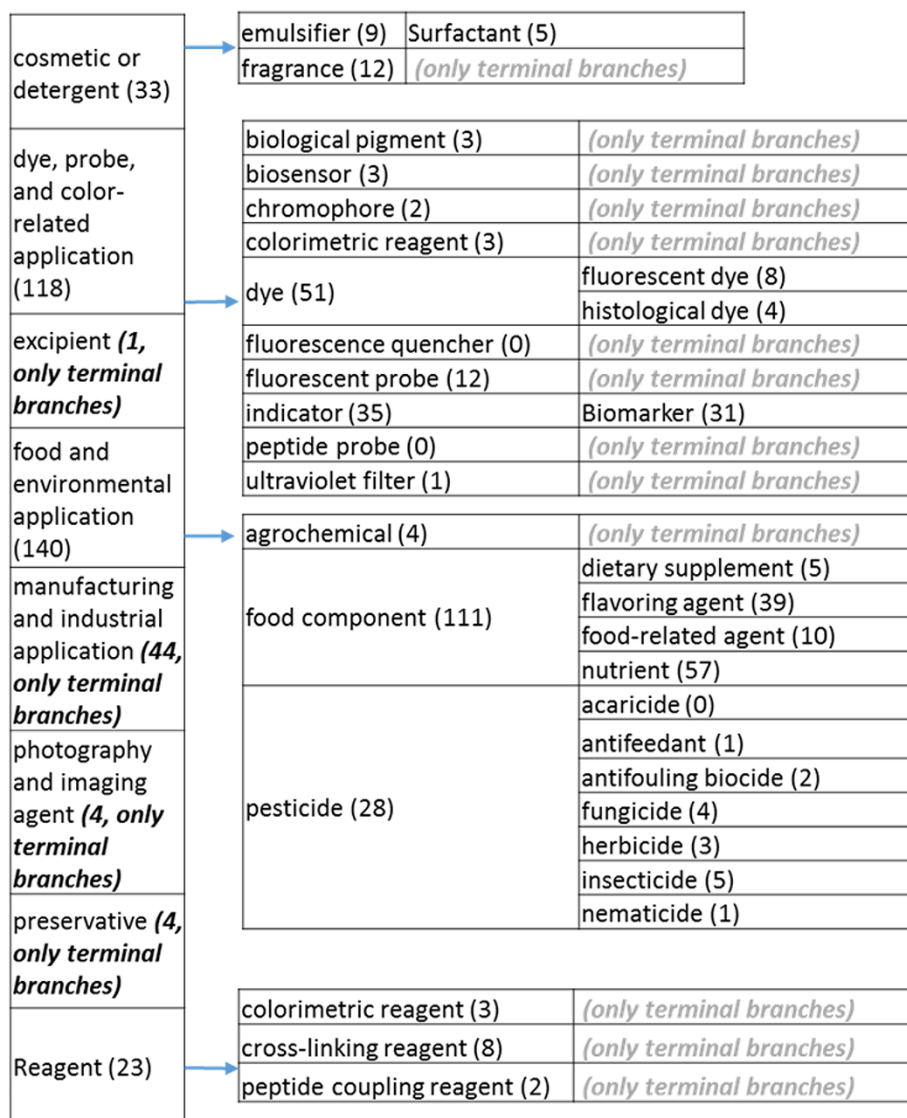 cosmetic or
detergent (33)
dye, probe,
and color-
related
application
(118)
excipient (1,
only terminal
branches)
food and
environmental
application
(140)
manufacturing
and industrial
application (44,
only terminal
branches)
photography
and imaging
agent (4, only
terminal
branches)
preservative (4,
only terminal
branches)
Reagent (23)
emulsifier (9) Surfactant (5)
fragrance (12) (only terminal branches)
biological pigment (3) (only terminal branches)
biosensor (3) (only terminal branches)
chromophore (2) (only terminal branches)
colorimetric reagent (3) (only terminal branches)
dye (51)
fluorescent dye (8)
histological dye (4)
fluorescence quencher (0) (only terminal branches)
fluorescent probe (12) (only terminal branches)
indicator (35) Biomarker (31)
peptide probe (0) (only terminal branches)
ultraviolet filter (1) (only terminal branches)
agrochemical (4) (only terminal branches)
food component (111)
dietary supplement (5)
flavoring agent (39)
food-related agent (10)
nutrient (57)
pesticide (28)
acaricide (0)
antifeedant (1)
antifouling biocide (2)
fungicide (4)
herbicide (3)
insecticide (5)
nematicide (1)
colorimetric reagent (3) (only terminal branches)
cross-linking reagent (8) (only terminal branches)
peptide coupling reagent (2) (only terminal branches)